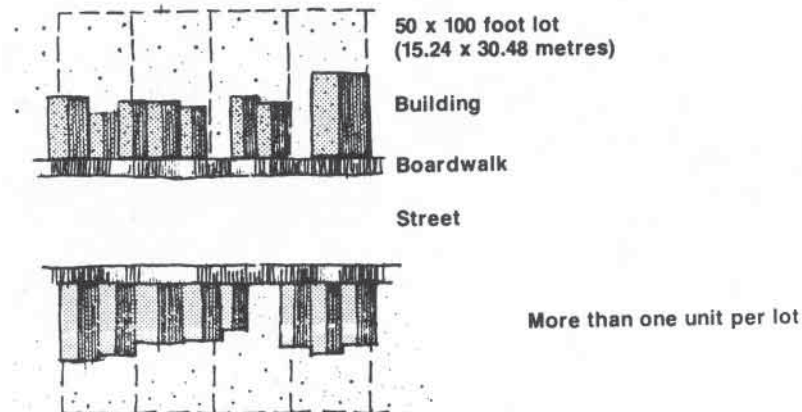 50 x 100 foot lot
(15.24 x 30.48 metres)
Building
Boardwalk
Street
More than one unit per lot